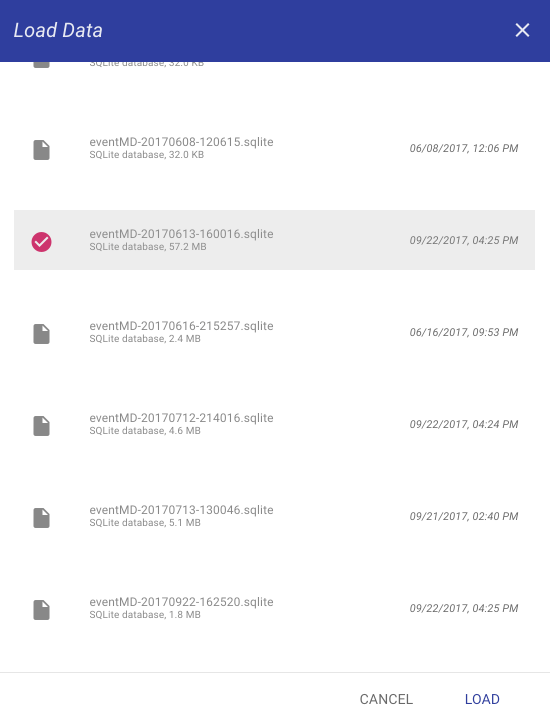 Load Data
SQLite database, 32.0 KB
eventMD-20170608-120615.sqlite
SQLite database, 32.0 KB
06/08/2017, 12:06 PM
eventMD-20170613-160016.sqlite
SQLite database, 57.2 MB
09/22/2017, 04:25 PM
eventMD-20170616-215257.sqlite
SQLite database, 2.4 MB
06/16/2017, 09:53 PM
eventMD-20170712-214016.sqlite
SQLite database, 4.6 MB
09/22/2017, 04:24 PM
eventMD-20170713-130046.sqlite
SQLite database, 5.1 MB
09/21/2017, 02:40 PM
eventMD-20170922-162520.sqlite
SQLite database, 1.8 MB
09/22/2017, 04:25 PM
CANCEL
LOAD